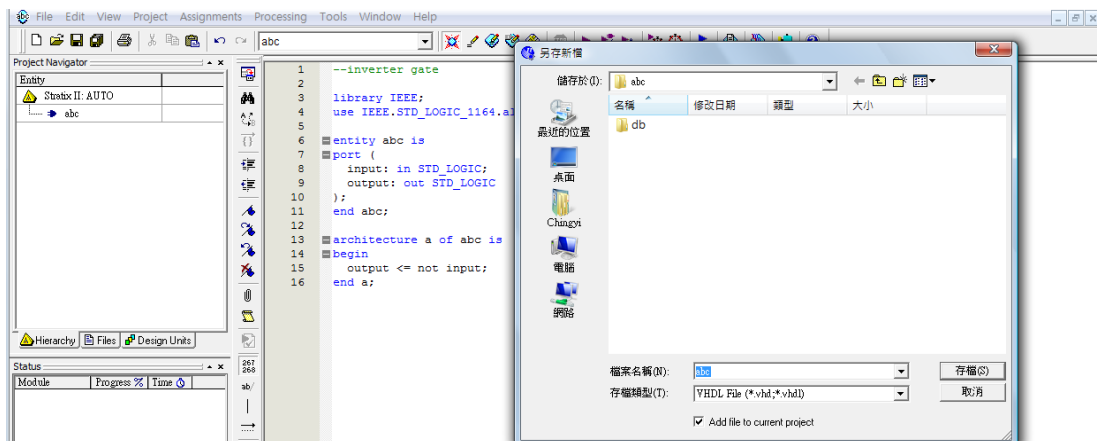 File Edit View Project Assignments Processing Tools Window Help
abc
Project Navigator
Entity
Stratix II: AUTO
abc
Hierarchy Files Design Units
Status
Module Progress % Time
267
268
ab/
1 --inverter gate
2
3 library IEEE;
4 use IEEE.STD_LOGIC_1164.al
5
6 entity abc is
7 port (
8 input: in STD_LOGIC;
9 output: out STD_LOGIC
10 );
11 end abc;
12
13 architecture a of abc is
14 begin
15 output <= not input;
16 end a;
另存新檔
儲存於(I): abc
名稱 修改日期 類型 大小
db
最近的位置
桌面
Chingyi
電腦
網路
檔案名稱(N): abc 存檔(S)
存檔類型(T): VHDL File (*.vhd;*.vhdl) 取消
Add file to current project